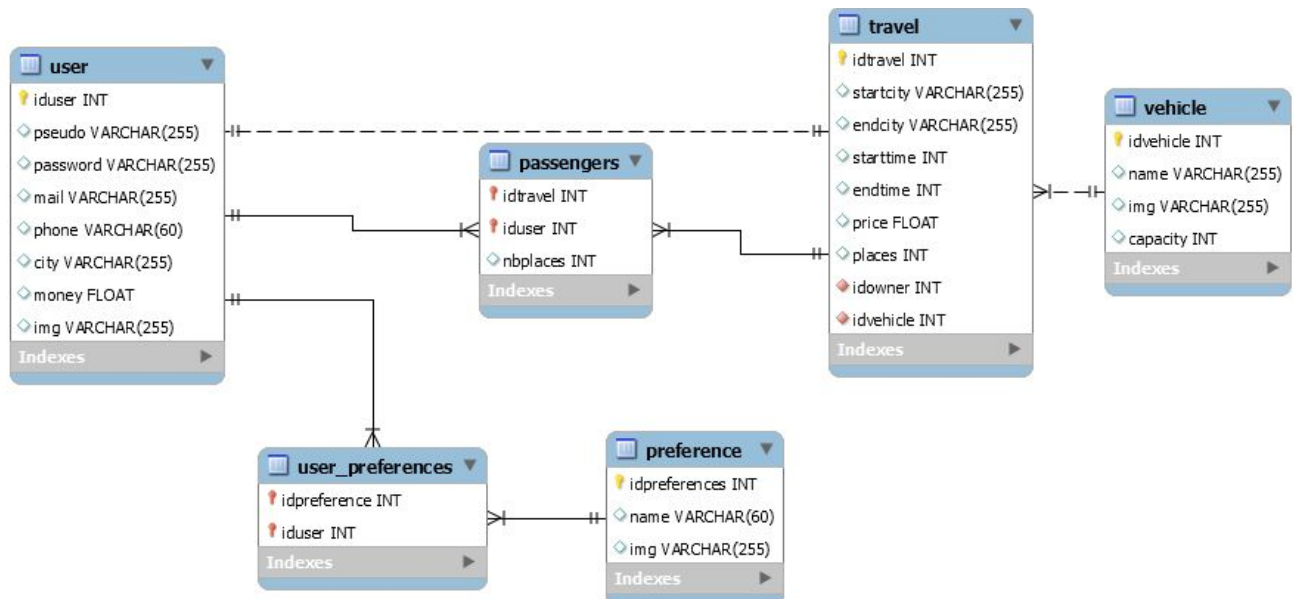 user
iduser INT
pseudo VARCHAR(255)
password VARCHAR(255)
mail VARCHAR(255)
phone VARCHAR(60)
city VARCHAR(255)
money FLOAT
img VARCHAR(255)
Indexes
passengers
idtravel INT
iduser INT
nbplaces INT
Indexes
travel
idtravel INT
startcity VARCHAR(255)
endcity VARCHAR(255)
starttime INT
endtime INT
price FLOAT
places INT
idowner INT
idvehicle INT
Indexes
vehicle
idvehicle INT
name VARCHAR(255)
img VARCHAR(255)
capacity INT
Indexes
user_preferences
idpreference INT
iduser INT
Indexes
preference
idpreferences INT
name VARCHAR(60)
img VARCHAR(255)
Indexes